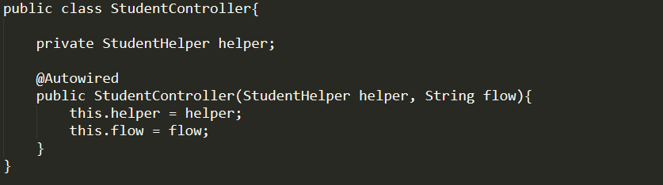 public class StudentController{
private StudentHelper helper;
@Autowired
public StudentController(StudentHelper helper, String flow){
this.helper = helper;
this.flow = flow;
}
}